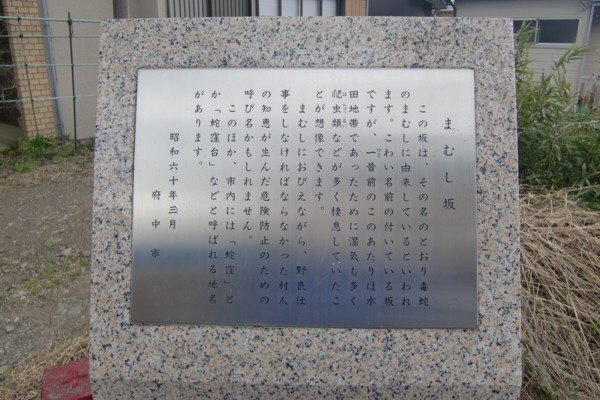 まむし坂
この坂は、その名のとおり毒蛇
のまむしに由来しているといわれ
ます。こわい名前の付いている坂
ですが、一昔前のこのあたりは水
田地帯であったために湿気も多く
爬虫類などが多く棲息していたこ
とが想像できます。
まむしにおびえながら、野良仕
事をしなければならなかった村人
の知恵が生んだ危険防止のための
呼び名かもしれません。
このほか、市内には「蛇窪」と
か「蛇窪台」などと呼ばれる地名
があります。
昭和六十年三月
府中市